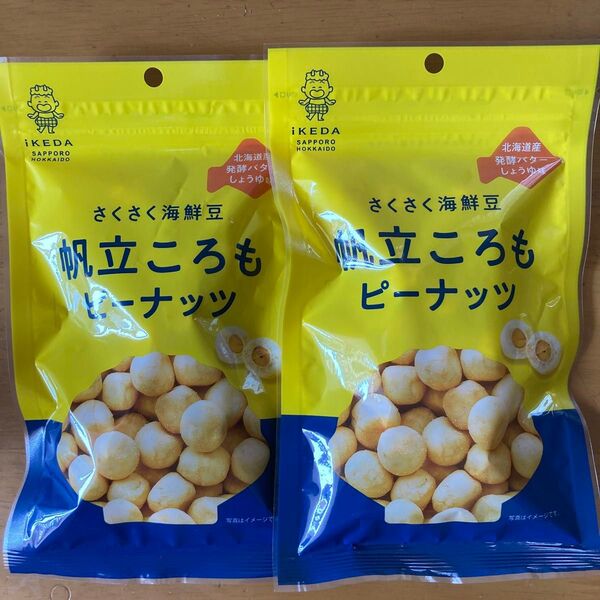 iKEDA
SAPPORO
HOKKAIDO
北海道産
発酵バター
しょうゆ味
さくさく海鮮豆
帆立ころも
ピーナッツ
写真はイメージです。
iKEDA
SAPPORO
HOKKAIDO
北海道産
発酵バター
しょうゆ味
さくさく海鮮豆
帆立ころも
ピーナッツ
写真はイメージです。